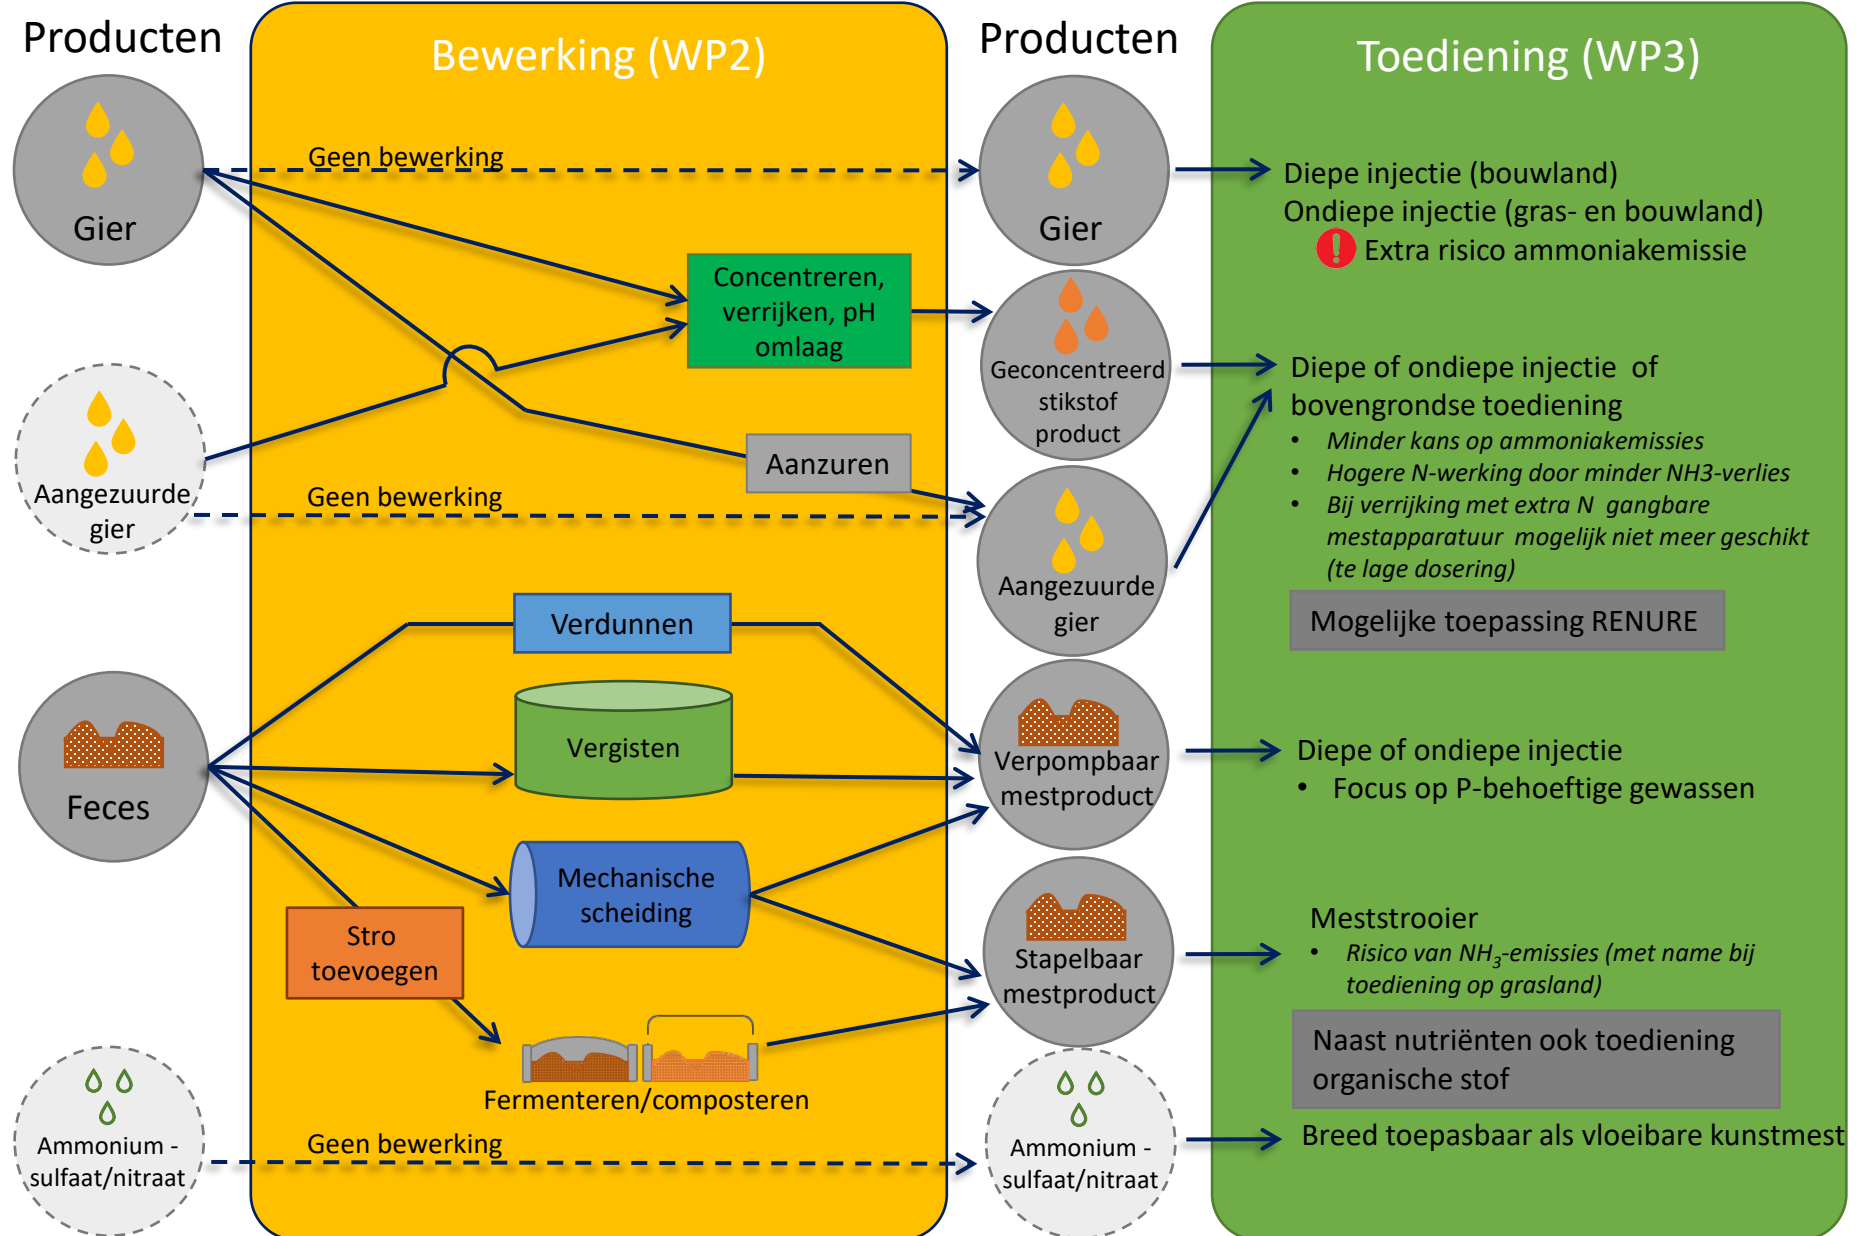 Producten
Gier
Aangezuurde
gier
Feces
Ammonium -
sulfaat/nitraat
Bewerking (WP2)
Geen bewerking
Concentreren,
verrijken, pH
omlaag
Aanzuren
Geen bewerking
Verdunnen
Vergisten
Mechanische
scheiding
Stro
toevoegen
Fermenteren/composteren
Geen bewerking
Producten
Gier
Geconcentreerd
stikstof
product
Aangezuurde
gier
Verpompbaar
mestproduct
Stapelbaar
mestproduct
Ammonium -
sulfaat/nitraat
Toediening (WP3)
Diepe injectie (bouwland)
Ondiepe injectie (gras- en bouwland)
! Extra risico ammoniakemissie
Diepe of ondiepe injectie of
bovengrondse toediening
• Minder kans op ammoniakemissies
• Hogere N-werking door minder NH3-verlies
• Bij verrijking met extra N gangbare
mestapparatuur mogelijk niet meer geschikt
(te lage dosering)
Mogelijke toepassing RENURE
Diepe of ondiepe injectie
• Focus op P-behoeftige gewassen
Meststrooier
• Risico van NH₃-emissies (met name bij
toediening op grasland)
Naast nutriënten ook toediening
organische stof
Breed toepasbaar als vloeibare kunstmest